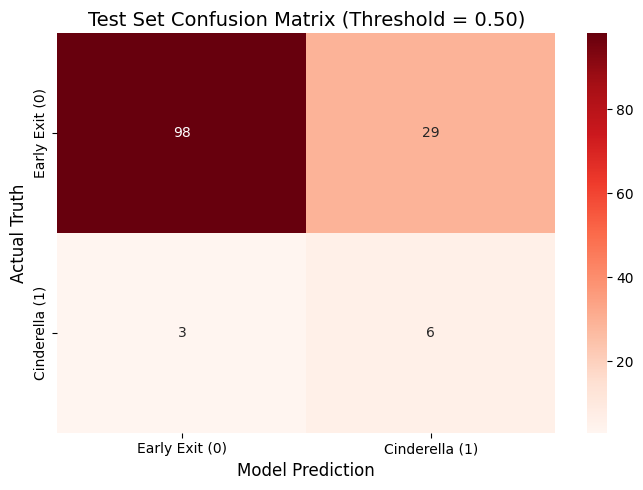 Test Set Confusion Matrix (Threshold = 0.50)
Actual Truth
Early Exit (0)
98
29
Cinderella (1)
3
6
Early Exit (0)
Cinderella (1)
Model Prediction
80
60
40
20